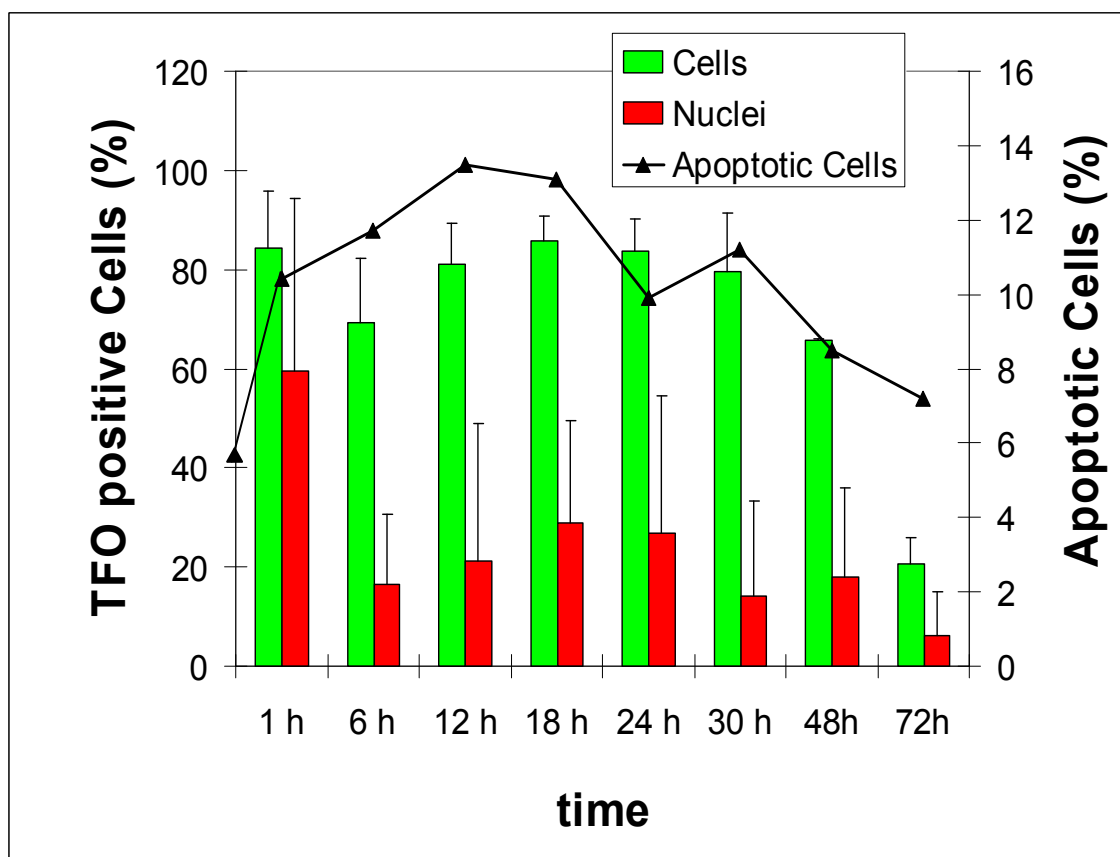 Cells
Nuclei
Apoptotic Cells
TFO positive Cells (%)
120
100
80
60
40
20
0
Apoptotic Cells (%)
16
14
12
10
8
6
4
2
0
1 h 6 h 12 h 18 h 24 h 30 h 48h 72h
time